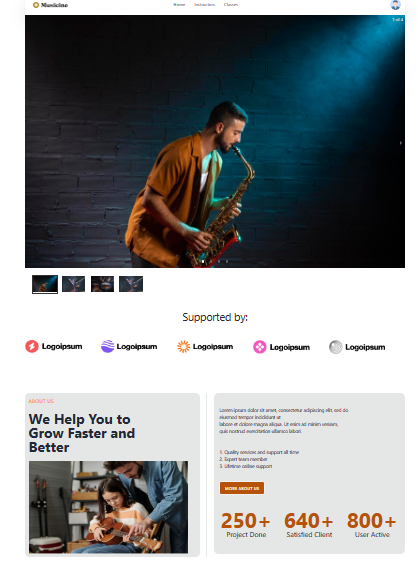 Musicine
Home Instructors Classes
1 of 4
Supported by:
Logoipsum Logoipsum Logoipsum Logoipsum Logoipsum
ABOUT US
We Help You to
Grow Faster and
Better
Lorem ipsum dolor sit amet, consectetur adipiscing elit, sed do
eiusmod tempor incididunt ut
labore et dolore magna aliqua. Ut enim ad minim veniam,
quis nostrud exercitation ullamco labori.
1. Quality services and support all time
2. Expert team member
3. Lifetime online support
MORE ABOUT US
250+ 640+ 800+
Project Done Satisfied Client User Active